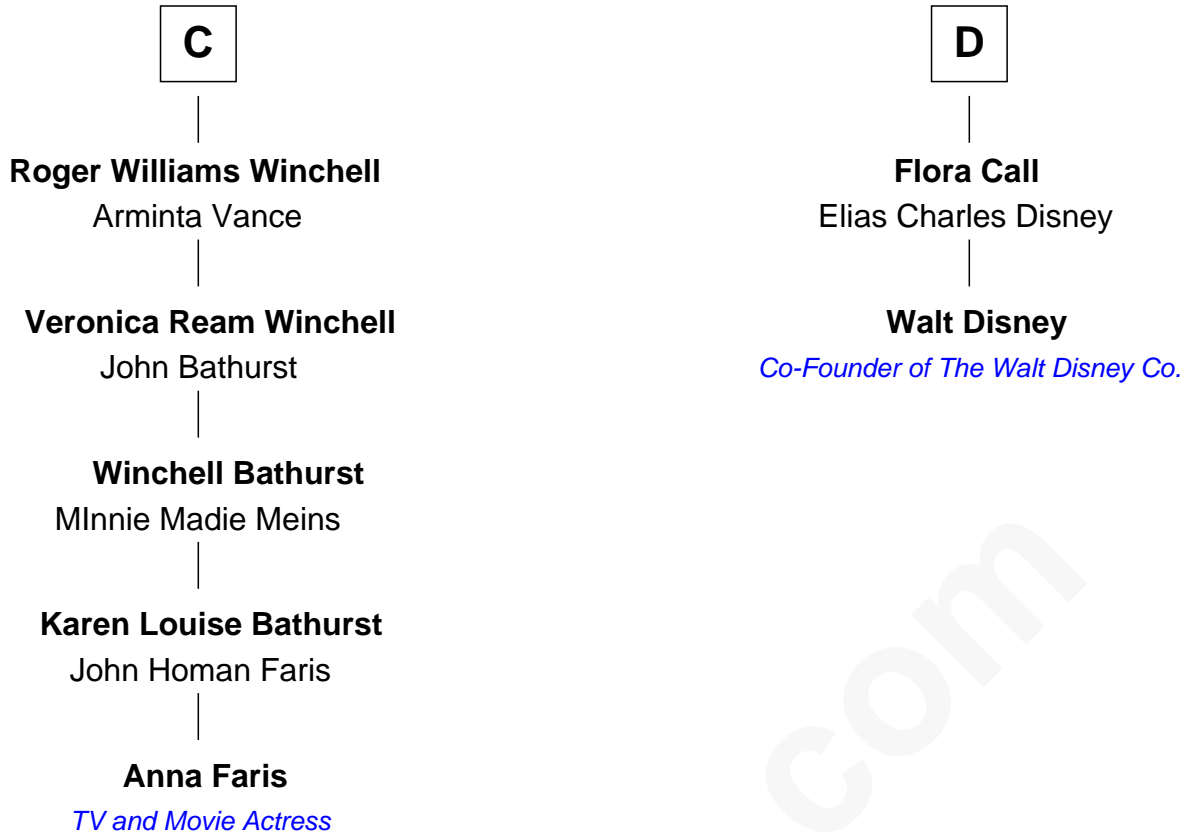 C
Roger Williams Winchell
Arminta Vance
Veronica Ream Winchell
John Bathurst
Winchell Bathurst
MInnie Madie Meins
Karen Louise Bathurst
John Homan Faris
Anna Faris
TV and Movie Actress
D
Flora Call
Elias Charles Disney
Walt Disney
Co-Founder of The Walt Disney Co.
com